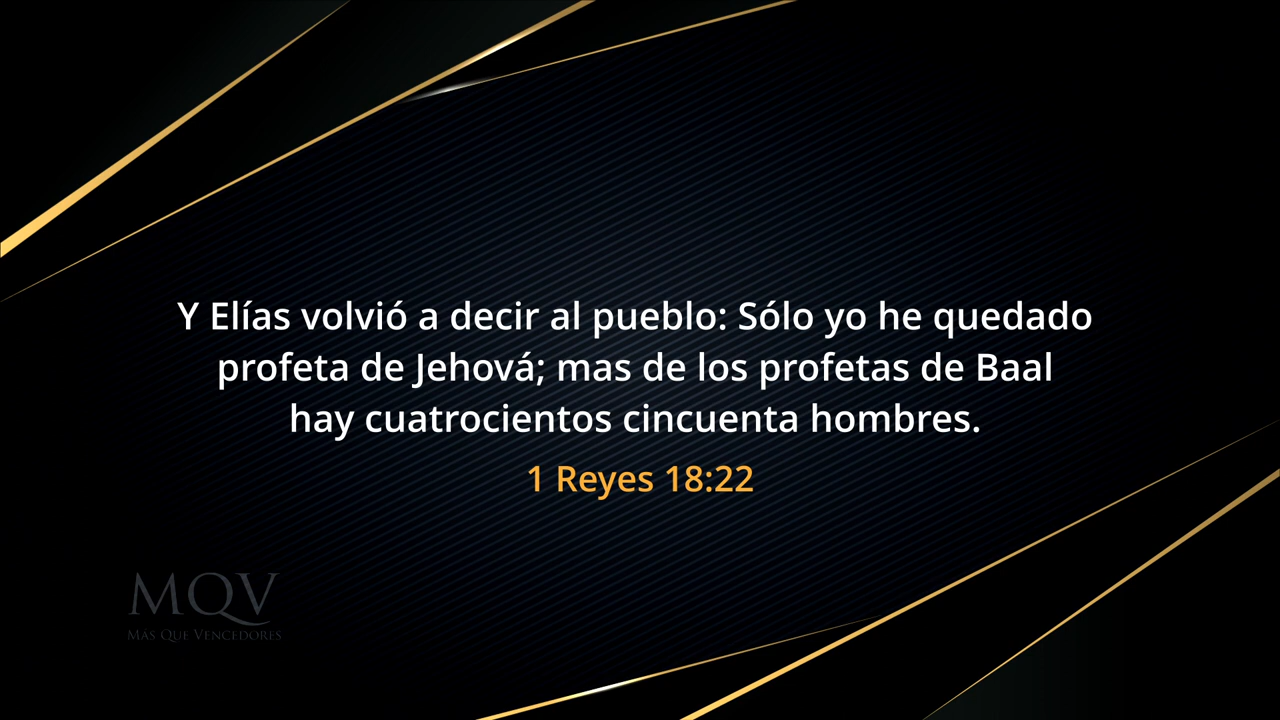 Y Elías volvió a decir al pueblo: Sólo yo he quedado
profeta de Jehová; mas de los profetas de Baal
hay cuatrocientos cincuenta hombres.
1 Reyes 18:22
MQV
Más Que Vencedores